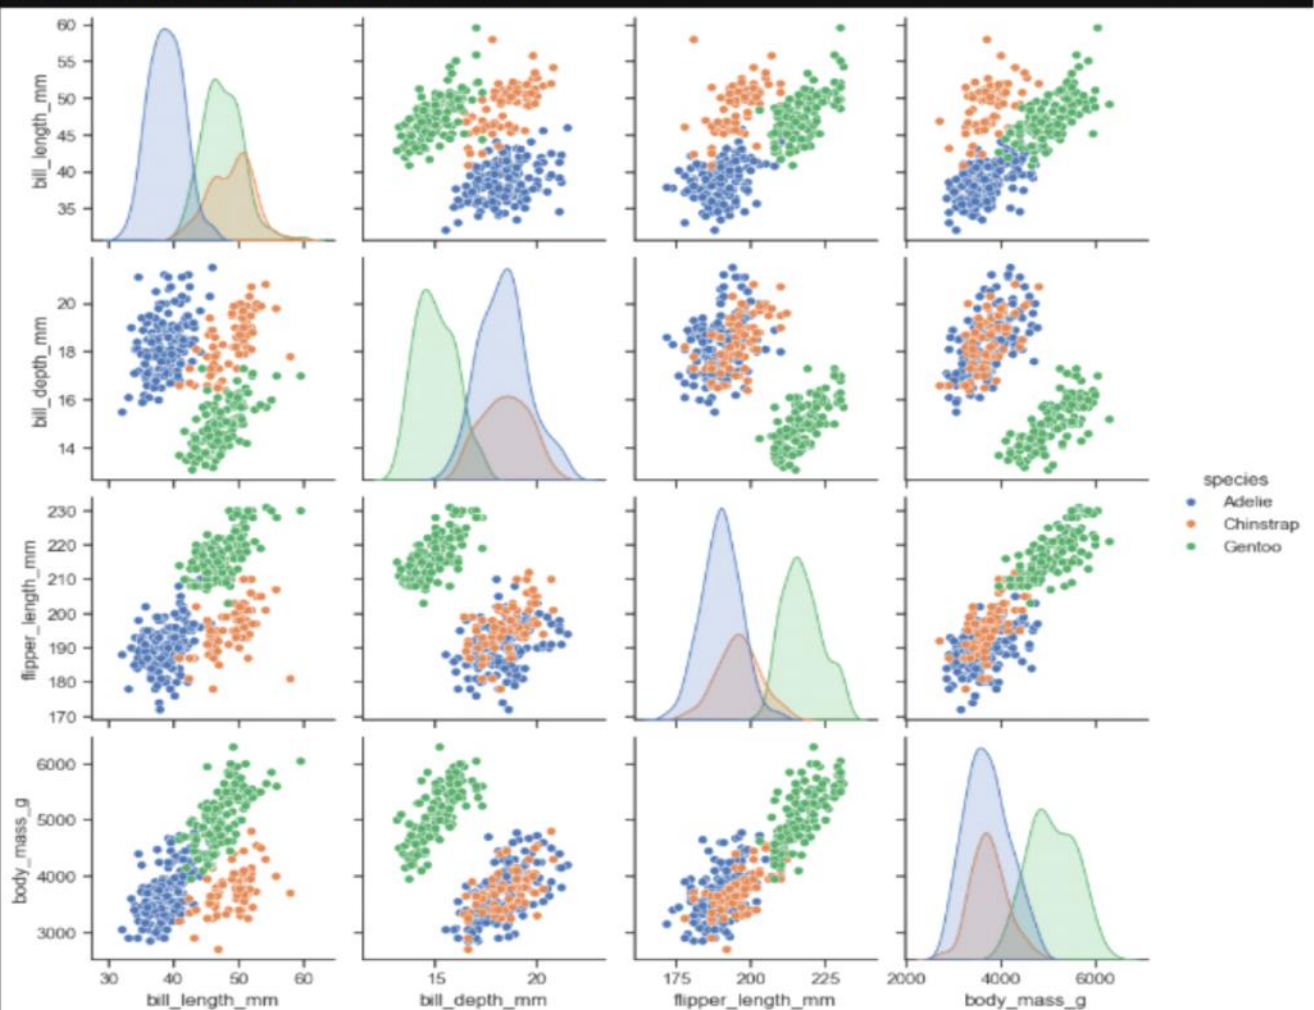 60
55
50
45
40
35
bill_length_mm
20
18
16
14
bill_depth_mm
species
Adelie
Chinstrap
Gentoo
230
220
210
200
190
180
170
flipper_length_mm
6000
5000
4000
3000
body_mass_g
30 40 50 60
15 20
175 200 225
2000 4000 6000
bill_length_mm
bill_depth_mm
flipper_length_mm
body_mass_g